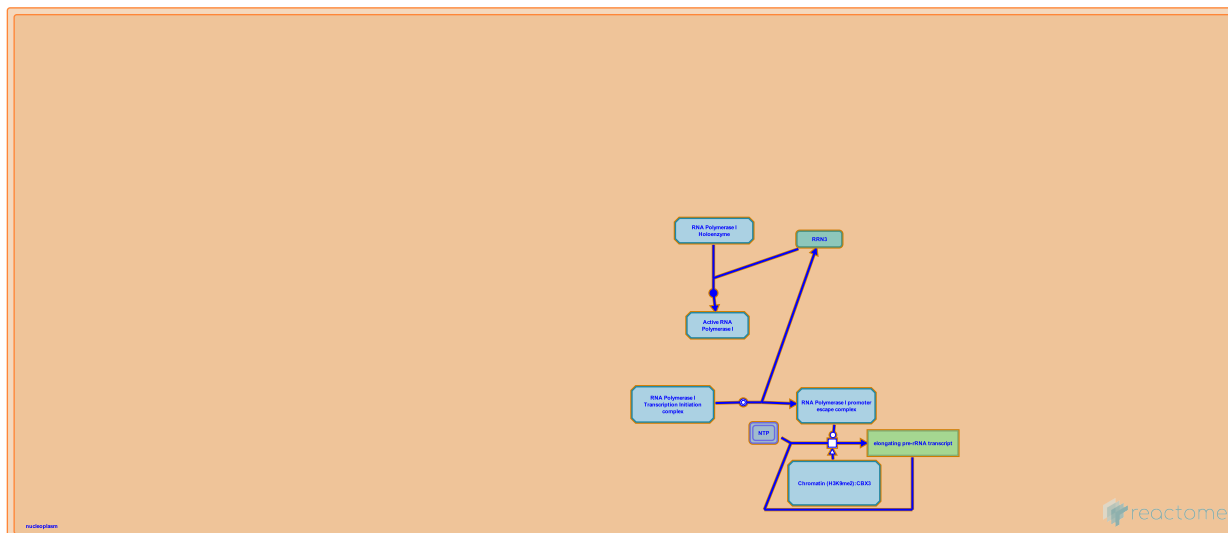 RNA Polymerase I
Holoenzyme
RRN3
Active RNA
Polymerase I
RNA Polymerase I
Transcription Initiation
complex
RNA Polymerase I promoter
escape complex
NTP
elongating pre-rRNA transcript
Chromatin (H3K9me2):CBX3
reactome
nucleoplasm